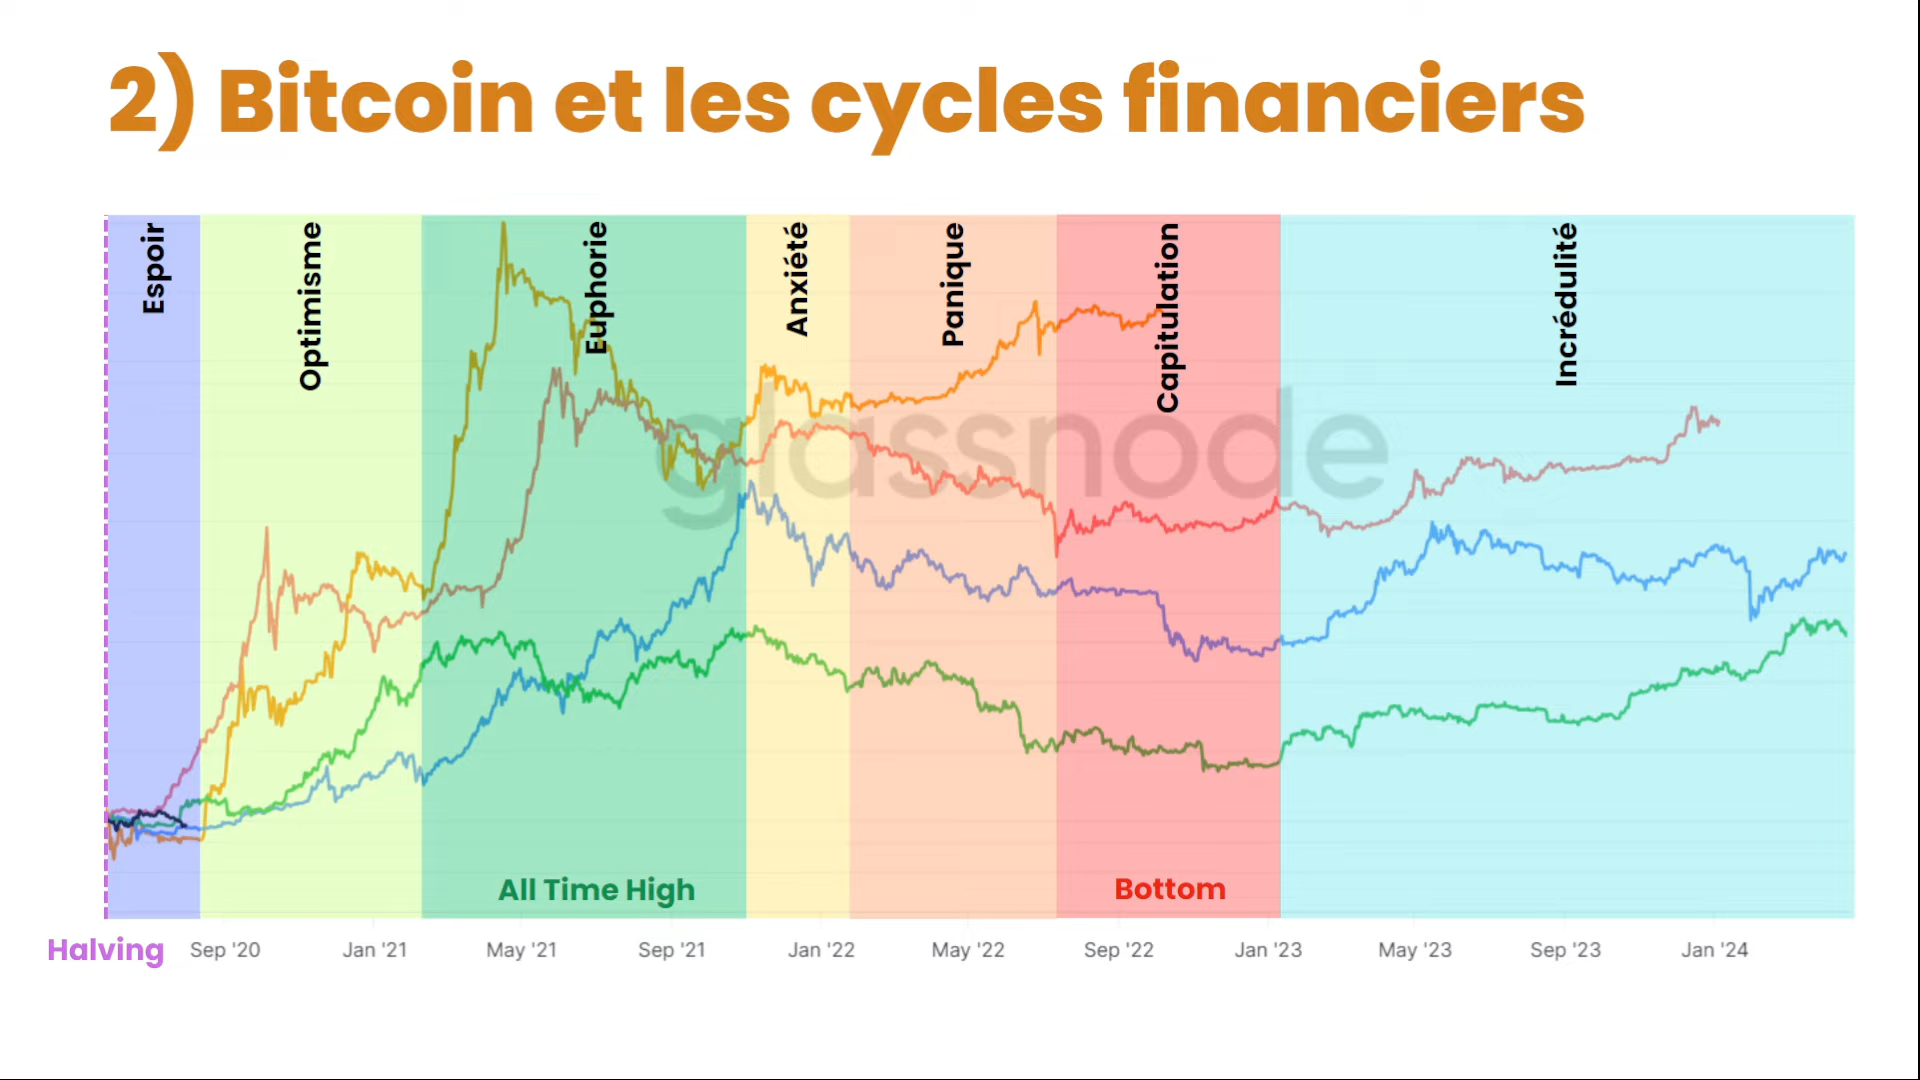 2) Bitcoin et les cycles financiers
Espoir
Optimisme
Euphorie
Anxiété
Panique
Capitulation
Incrédulité
glassnode
All Time High
Bottom
Halving
Sep '20
Jan '21
May '21
Sep '21
Jan '22
May '22
Sep '22
Jan '23
May '23
Sep '23
Jan '24